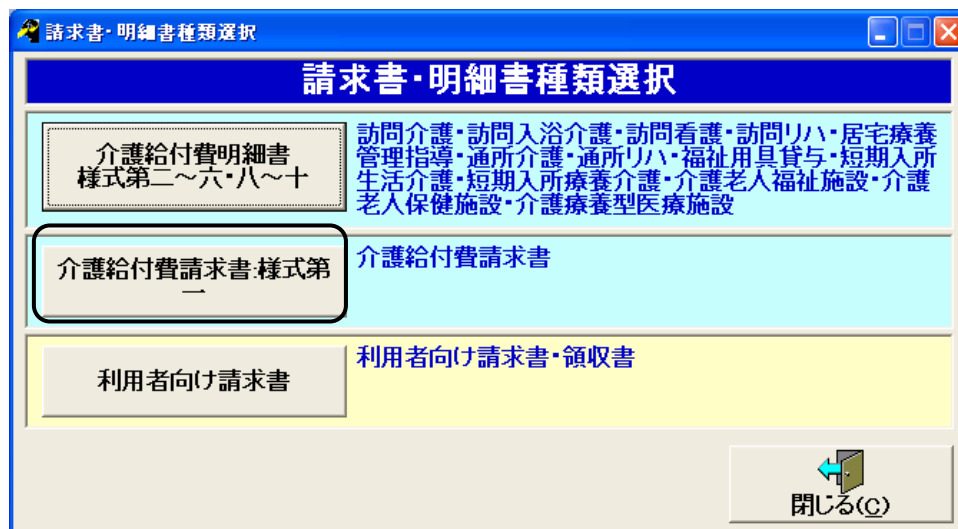 請求書・明細書種類選択
請求書・明細書種類選択
介護給付費明細書
様式第二～六・八～十
訪問介護・訪問入浴介護・訪問看護・訪問リハ・居宅療養
管理指導・通所介護・通所リハ・福祉用具貸与・短期入所
生活介護・短期入所療養介護・介護老人福祉施設・介護
老人保健施設・介護療養型医療施設
介護給付費請求書:様式第
一
介護給付費請求書
利用者向け請求書
利用者向け請求書・領収書
閉じる(C)